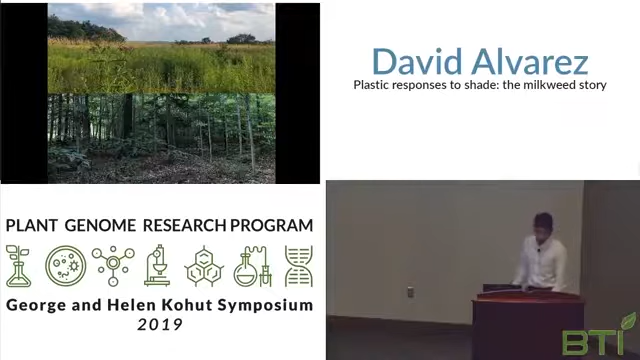 David Alvarez
Plastic responses to shade: the milkweed story
PLANT GENOME RESEARCH PROGRAM
George and Helen Kohut Symposium
2019
BTI